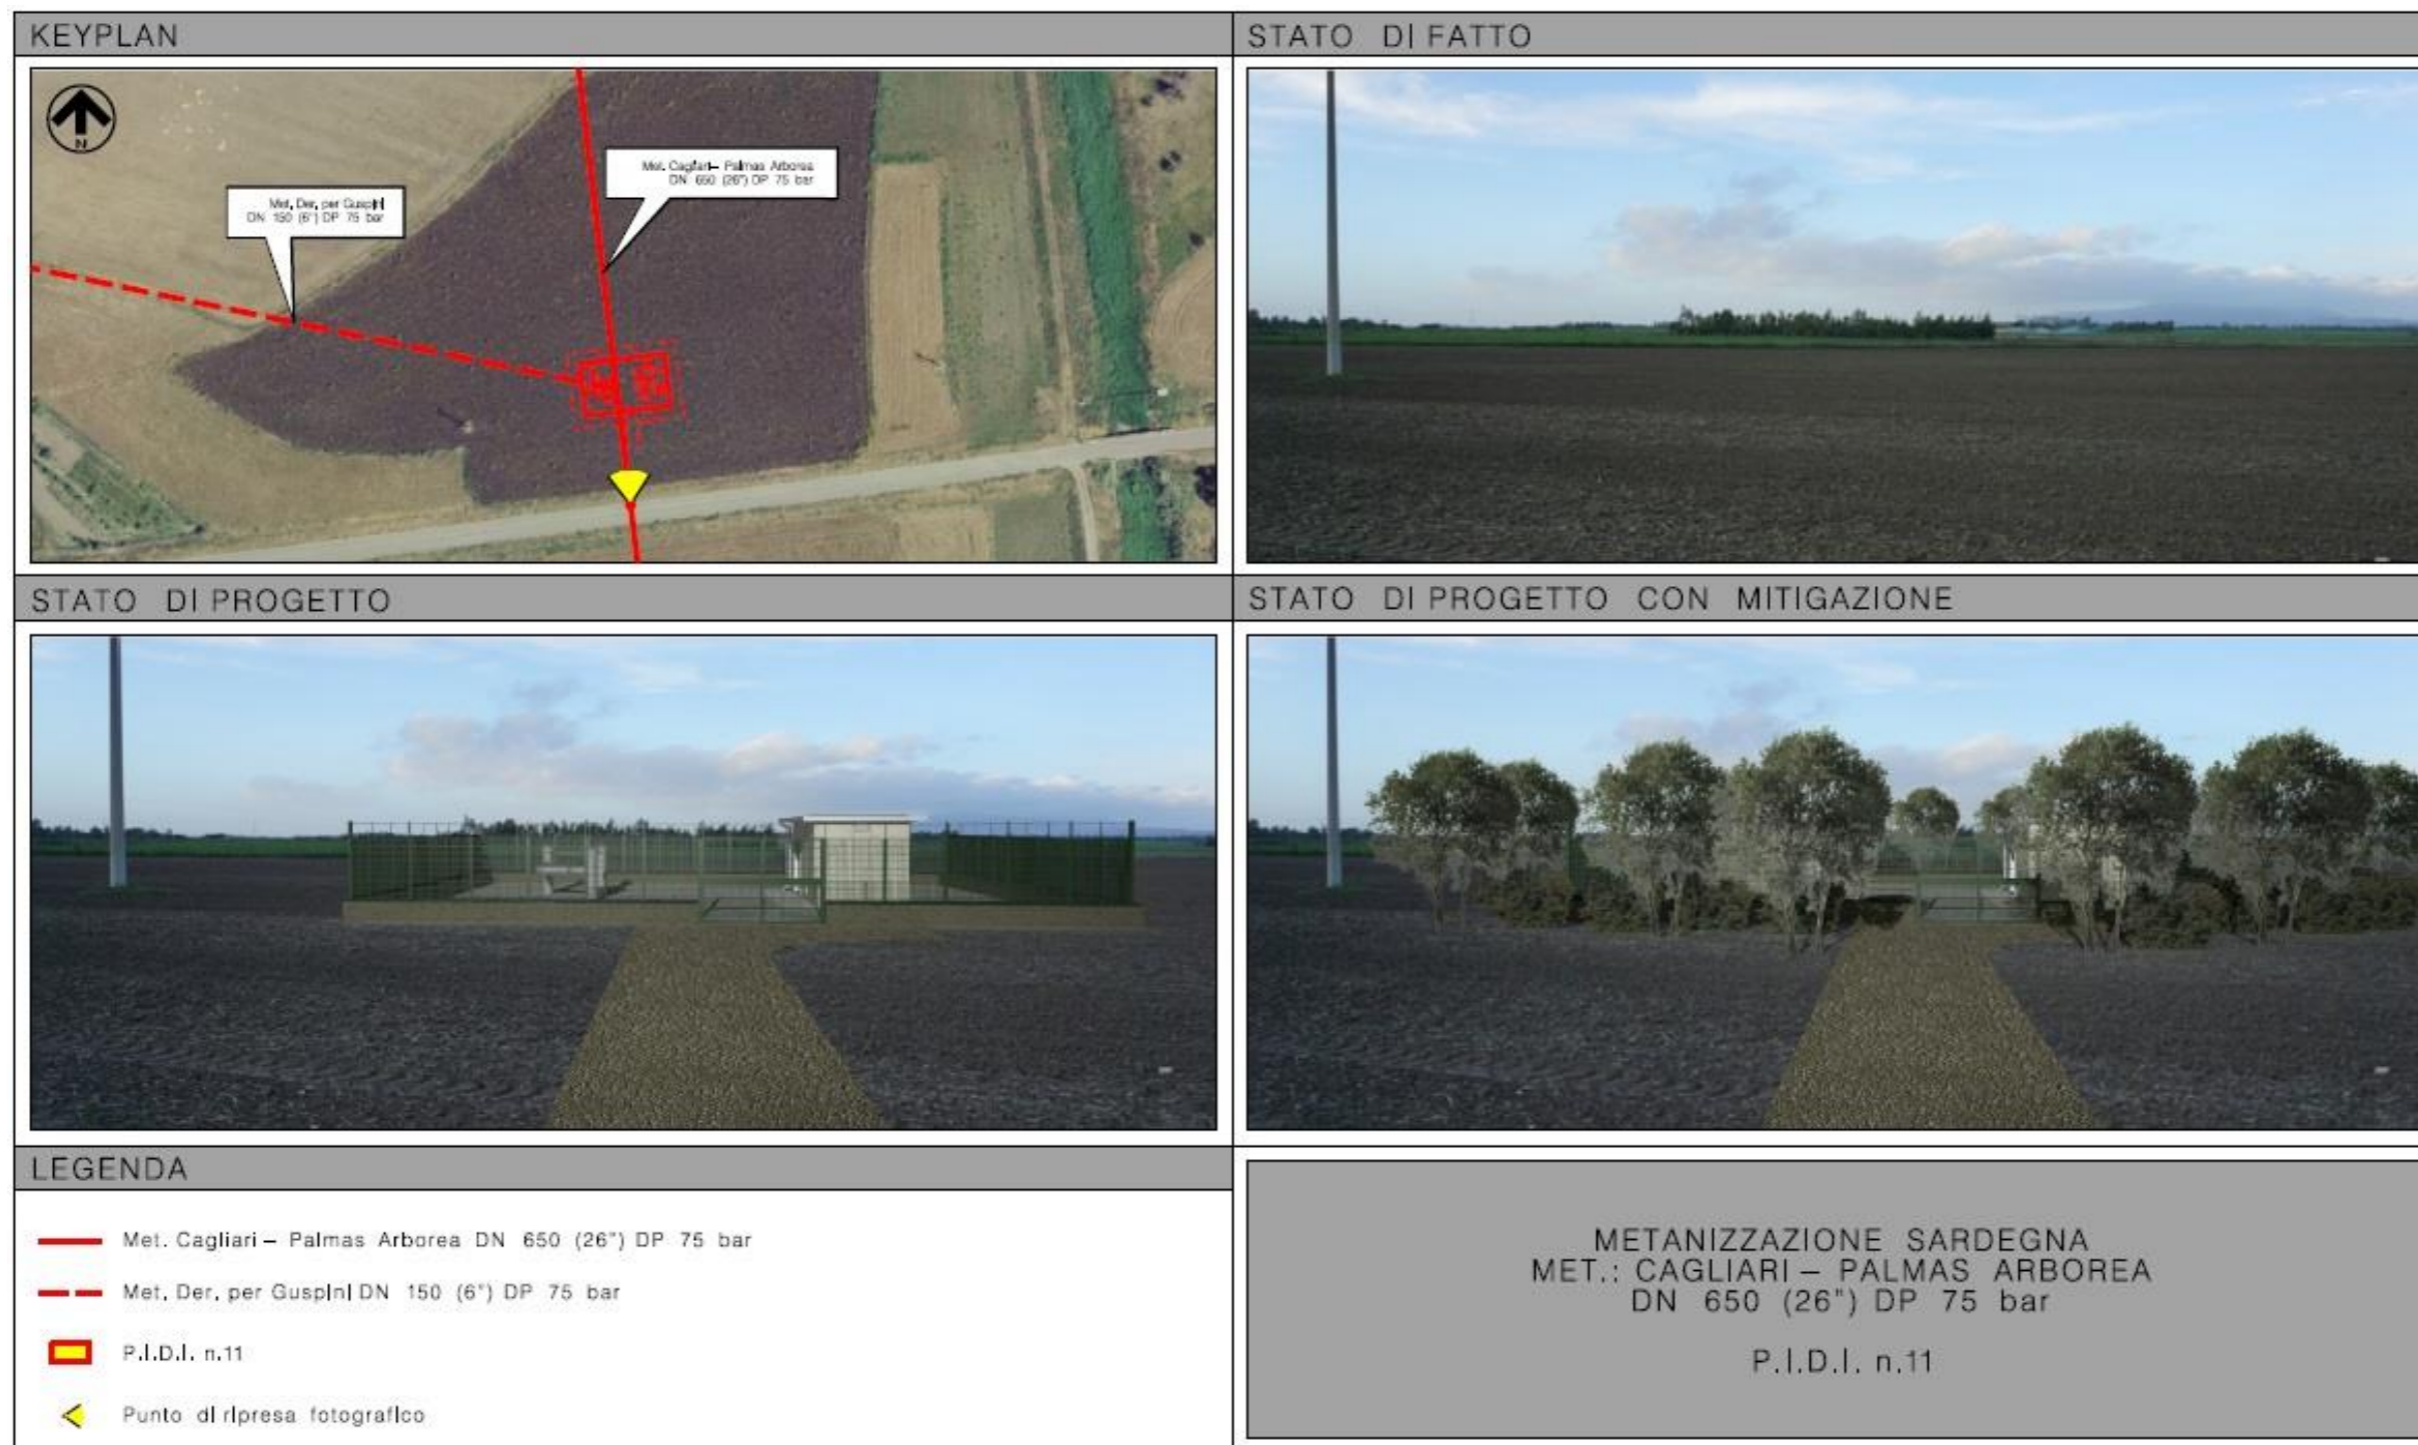 KEYPLAN
N
Met. Cagliari – Palmas Arborea
DN 650 (26") DP 75 bar
Met. Der. per Guspini
DN 150 (6") DP 75 bar
STATO DI FATTO
STATO DI PROGETTO
STATO DI PROGETTO CON MITIGAZIONE
LEGENDA
Met. Cagliari – Palmas Arborea DN 650 (26") DP 75 bar
Met. Der. per Guspini DN 150 (6") DP 75 bar
P.I.D.I. n.11
Punto di ripresa fotografico
METANIZZAZIONE SARDEGNA
MET.: CAGLIARI – PALMAS ARBOREA
DN 650 (26") DP 75 bar
P.I.D.I. n.11